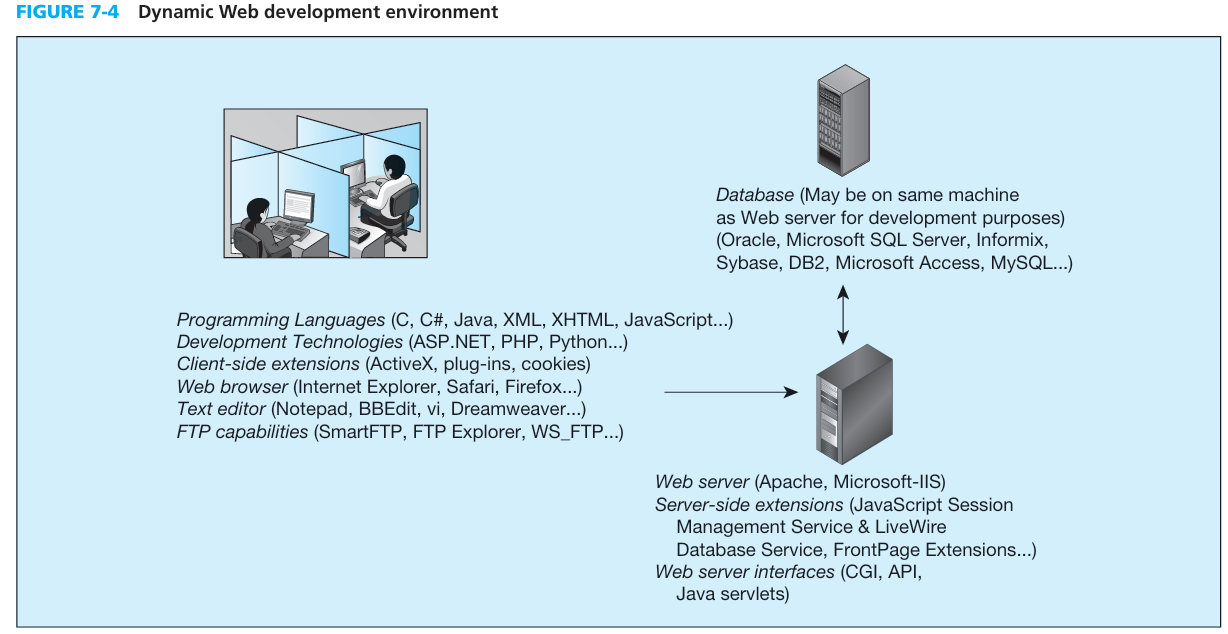 FIGURE 7-4 Dynamic Web development environment
Database (May be on same machine
as Web server for development purposes)
(Oracle, Microsoft SQL Server, Informix,
Sybase, DB2, Microsoft Access, MySQL...)
Programming Languages (C, C#, Java, XML, XHTML, JavaScript...)
Development Technologies (ASP.NET, PHP, Python...)
Client-side extensions (ActiveX, plug-ins, cookies)
Web browser (Internet Explorer, Safari, Firefox...)
Text editor (Notepad, BBEdit, vi, Dreamweaver...)
FTP capabilities (SmartFTP, FTP Explorer, WS_FTP...)
Web server (Apache, Microsoft-IIS)
Server-side extensions (JavaScript Session
Management Service & LiveWire
Database Service, FrontPage Extensions...)
Web server interfaces (CGI, API,
Java servlets)